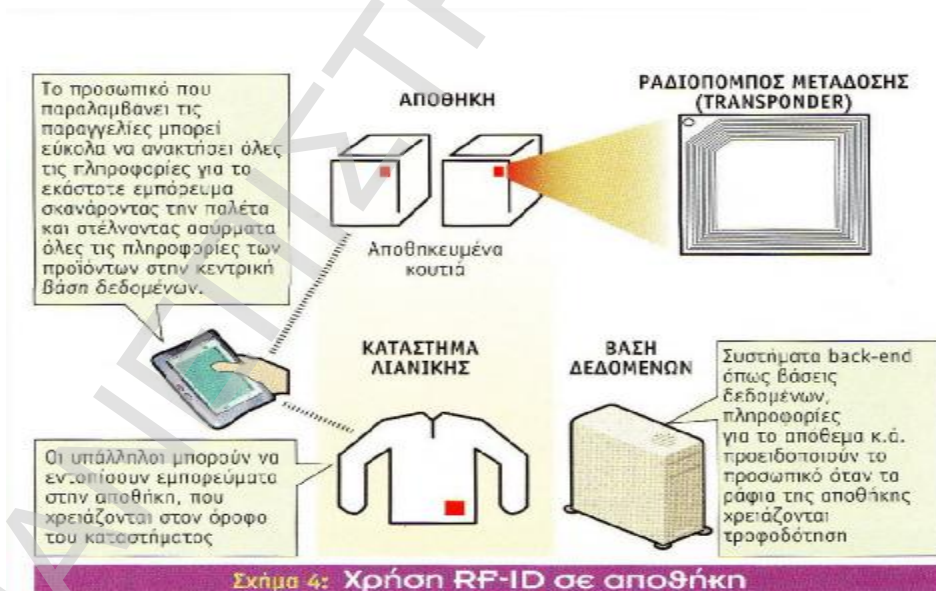 Το προσωπικό που
παραλαμβάνει τις
παραγγελίες μπορεί
εύκολα να ανακτήσει όλες
τις πληροφορίες για το
εκάστοτε εμπόρευμα
σκανάροντας την παλέτα
και στέλνοντας ασύρματα
όλες τις πληροφορίες των
προϊόντων στην κεντρική
βάση δεδομένων.
ΑΠΟΘΗΚΗ
Αποθηκευμένα
κουτιά
ΡΑΔΙΟΠΟΜΠΟΣ ΜΕΤΑΔΟΣΗΣ
(TRANSPONDER)
Οι υπάλληλοι μπορούν να
εντοπίσουν εμπορεύματα
στην αποθήκη, που
χρειάζονται στον όροφο
του καταστήματος
ΚΑΤΑΣΤΗΜΑ
ΛΙΑΝΙΚΗΣ
ΒΑΣΗ
ΔΕΔΟΜΕΝΩΝ
Συστήματα back-end
όπως βάσεις
δεδομένων,
πληροφορίες
για το απόθεμα κ.ά.
προειδοποιούν το
προσωπικό όταν τα
ράφια της αποθήκης
χρειάζονται
τροφοδότηση
Σχήμα 4: Χρήση RF-ID σε αποθήκη